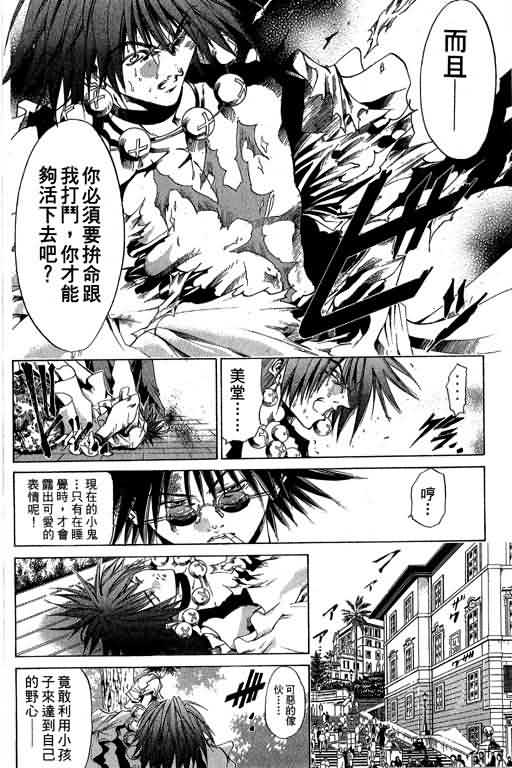 而且——
你必須要拚命跟
我打鬥，你才能
夠活下去吧？
‥‥
美堂……
哼…
現在的小鬼
…只有在睡
覺時，才會
露出可愛的
表情呢！
可惡的傢
伙……
竟敢利用小孩
子來達到自己
的野心——